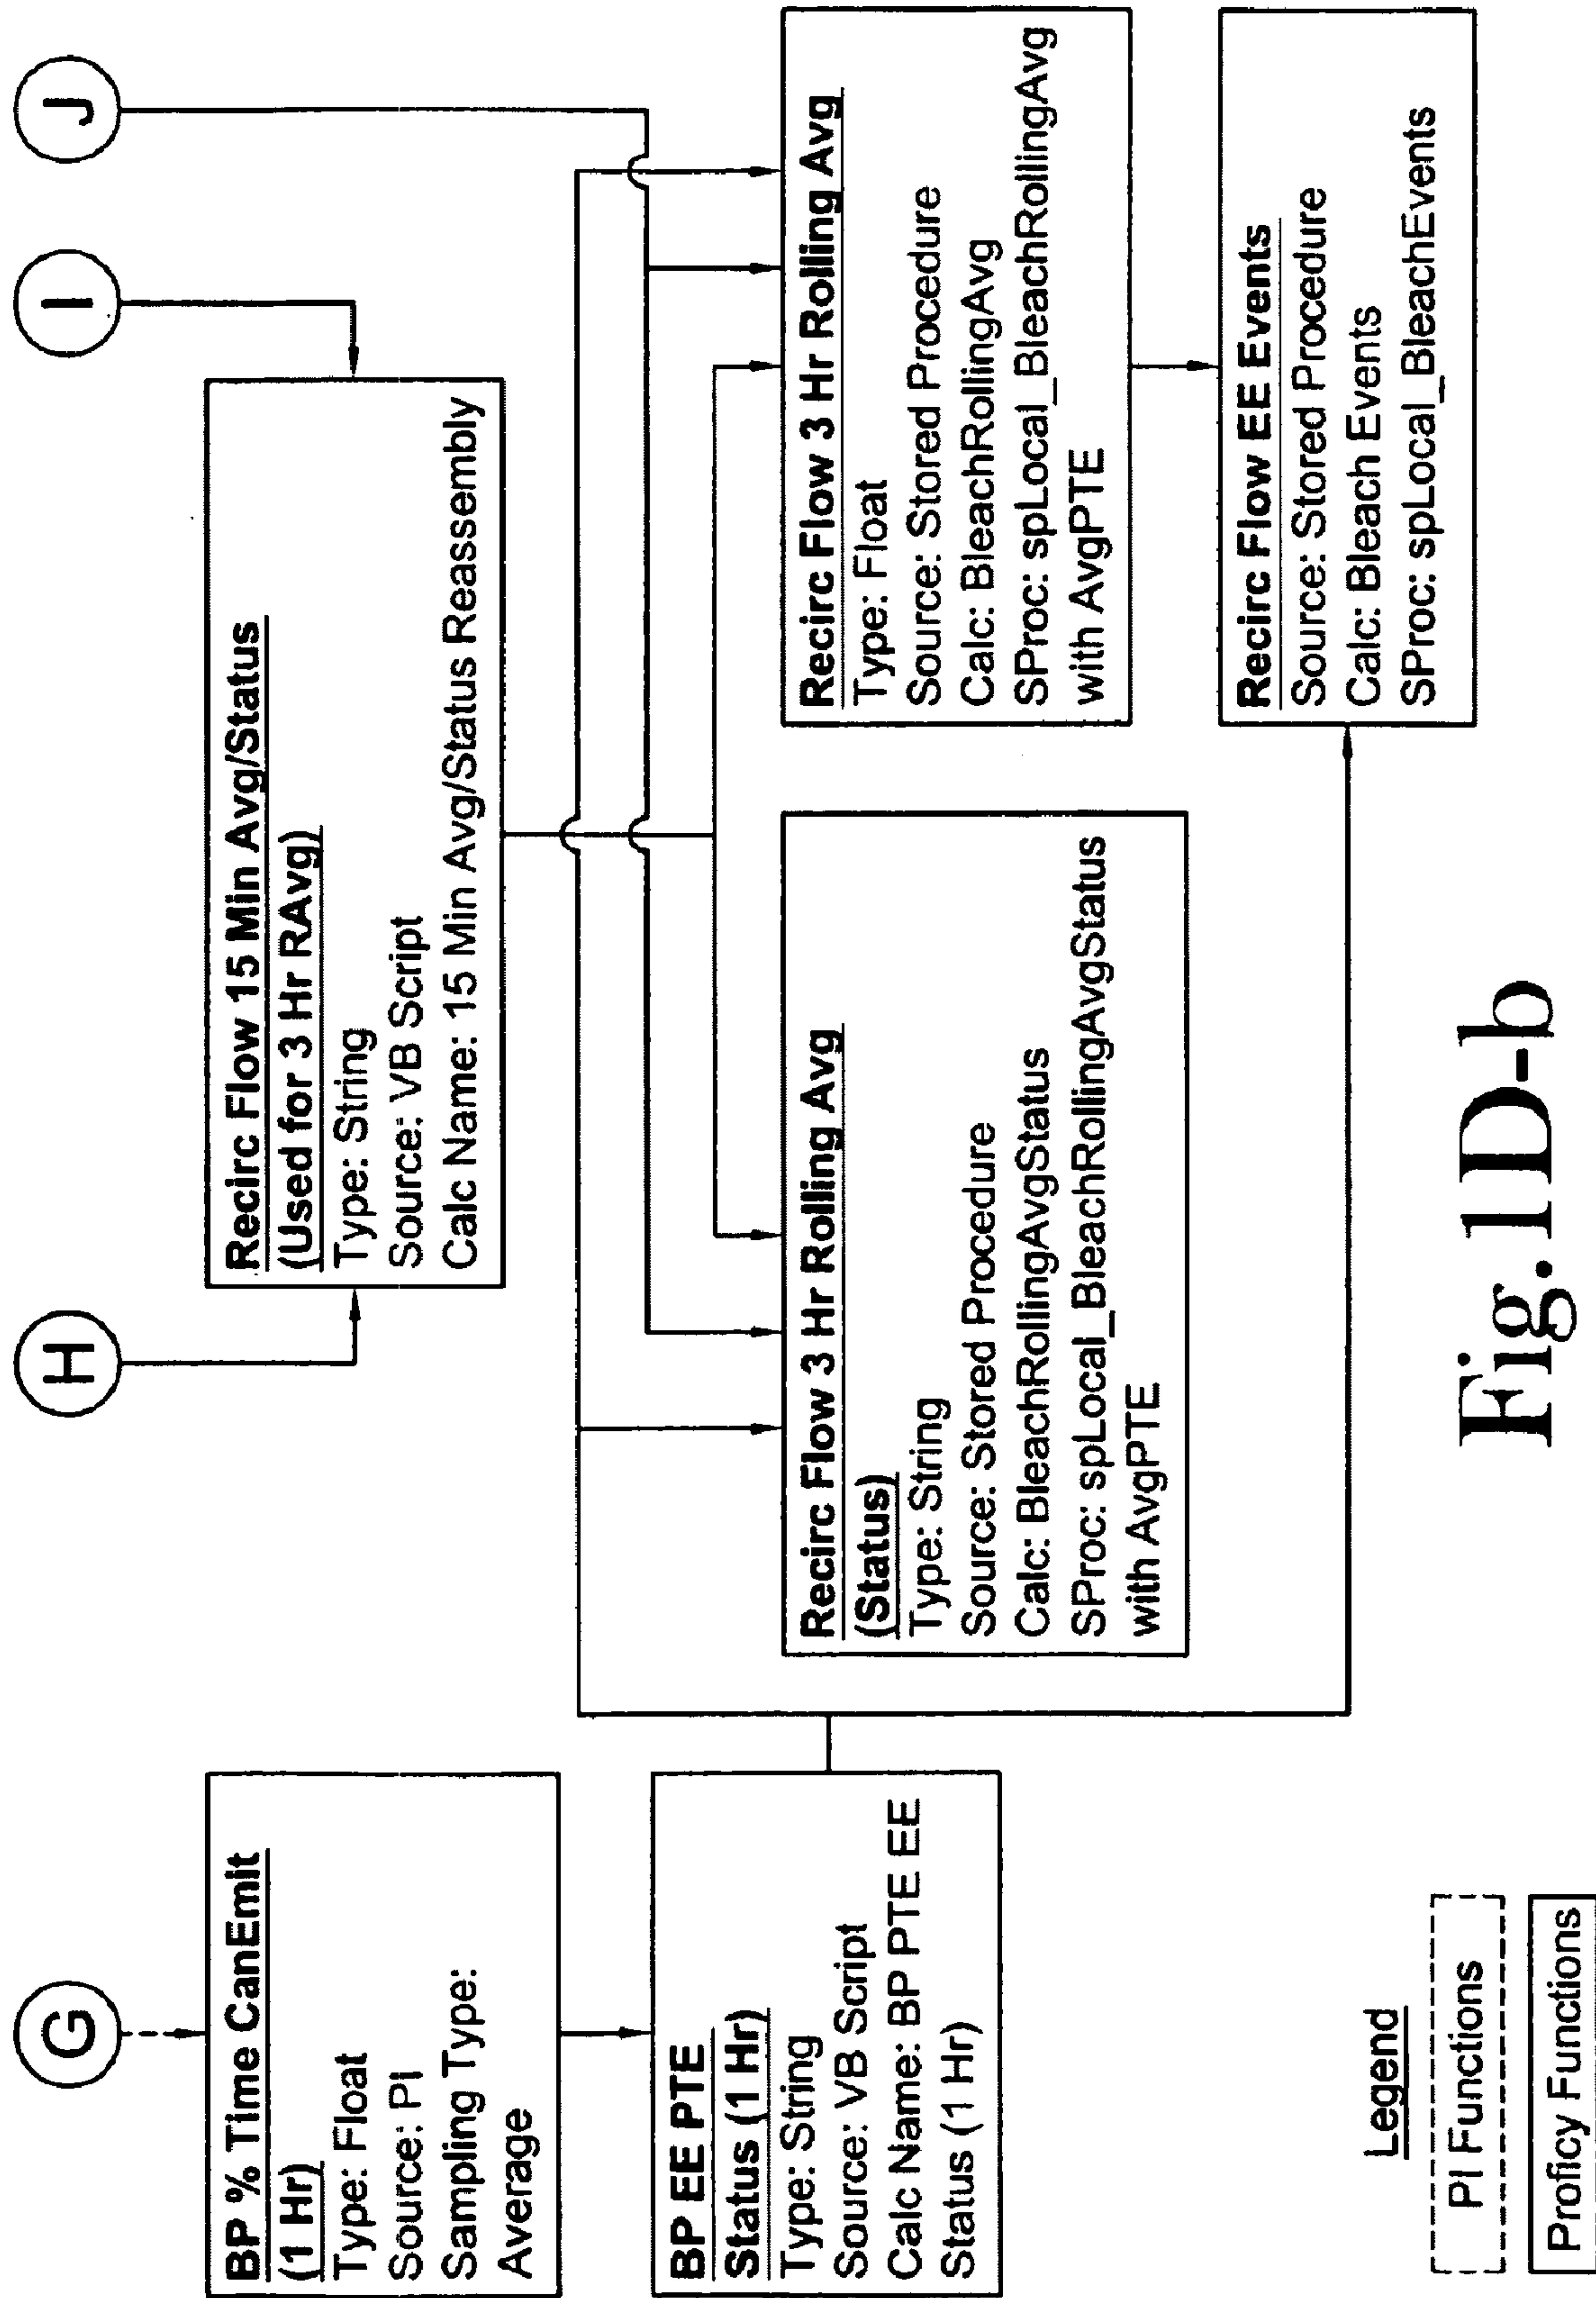 G
H
I
J
BP % Time CanEmit
(1 Hr)
Type: Float
Source: PI
Sampling Type:
Average
BP EE PTE
Status (1 Hr)
Type: String
Source: VB Script
Calc Name: BP PTE EE
Status (1 Hr)
Recirc Flow 15 Min Avg/Status
(Used for 3 Hr RAvg)
Type: String
Source: VB Script
Calc Name: 15 Min Avg/Status Reassembly
Recirc Flow 3 Hr Rolling Avg
(Status)
Type: String
Source: Stored Procedure
Calc: BleachRollingAvgStatus
SProc: spLocal_BleachRollingAvgStatus
with AvgPTE
Recirc Flow 3 Hr Rolling Avg
Type: Float
Source: Stored Procedure
Calc: BleachRollingAvg
SProc: spLocal_BleachRollingAvg
with AvgPTE
Recirc Flow EE Events
Source: Stored Procedure
Calc: Bleach Events
SProc: spLocal_BleachEvents
Legend
PI Functions
Proficy Functions
Fig.1D-b